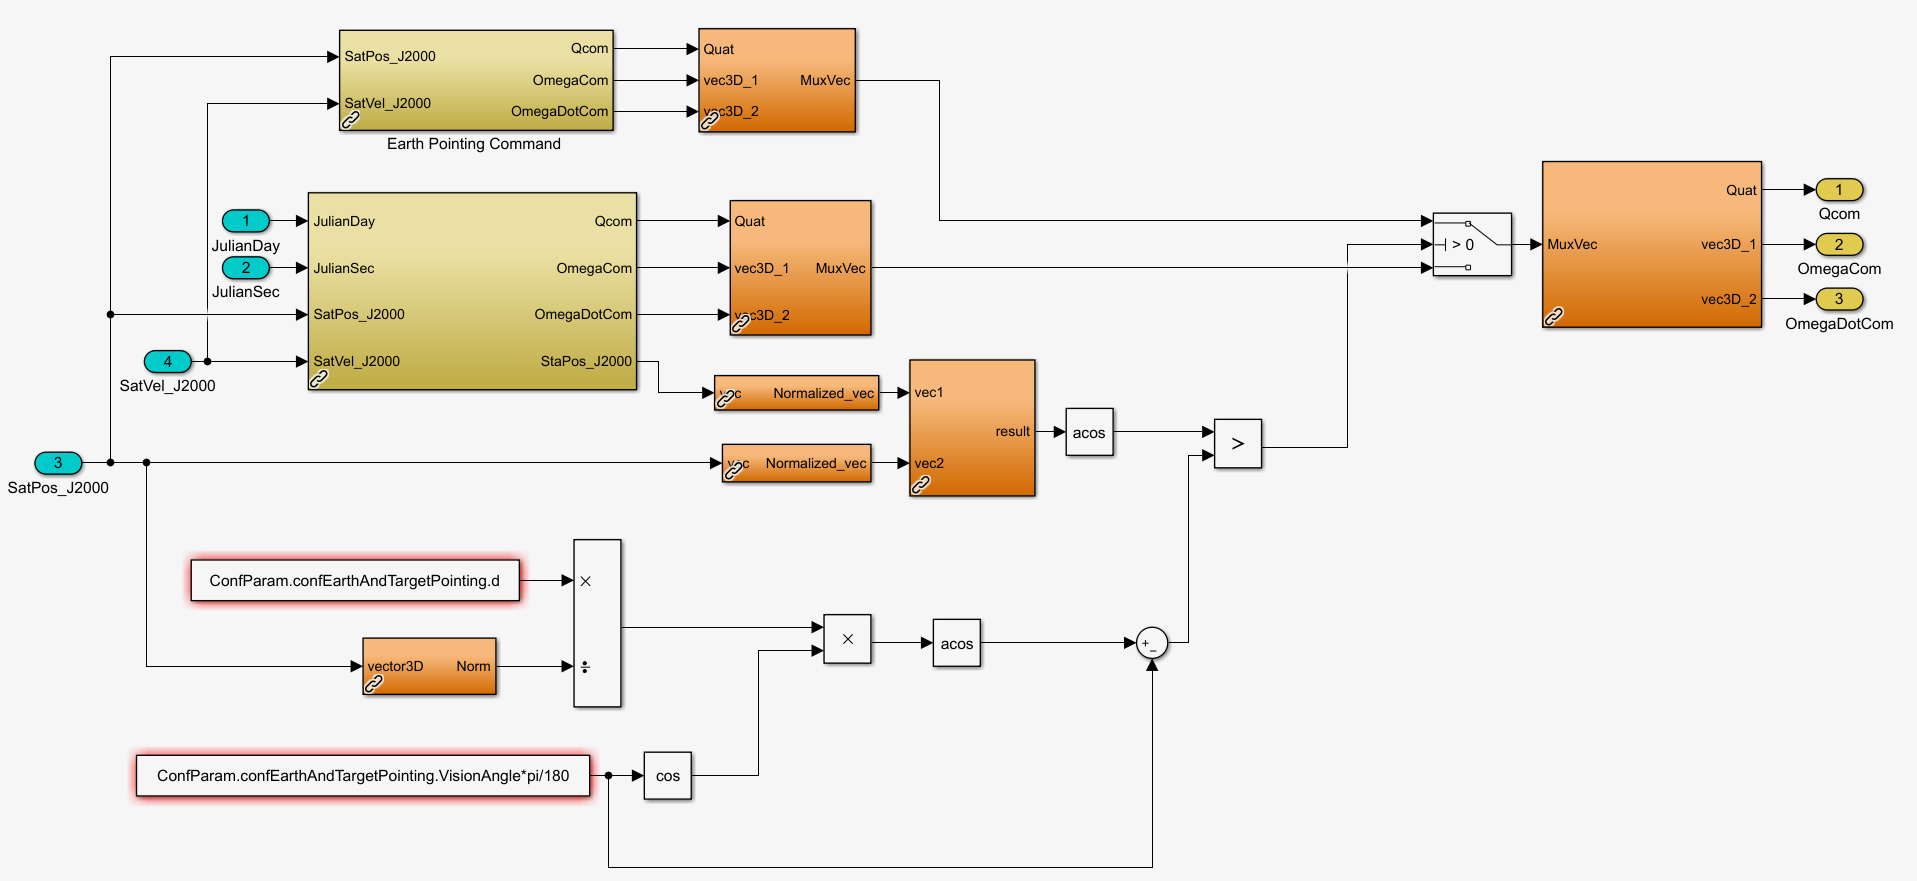 SatPos_J2000
SatVel_J2000
Qcom
OmegaCom
OmegaDotCom
Earth Pointing Command
Quat
vec3D_1
vec3D_2
MuxVec
1
JulianDay
2
JulianSec
4
SatVel_J2000
3
SatPos_J2000
JulianDay
JulianSec
SatPos_J2000
SatVel_J2000
Qcom
OmegaCom
OmegaDotCom
StaPos_J2000
Quat
vec3D_1
vec3D_2
MuxVec
vec Normalized_vec
vec Normalized_vec
vec1
vec2
result
acos
>
> 0
MuxVec
Quat
vec3D_1
vec3D_2
1
Qcom
2
OmegaCom
3
OmegaDotCom
ConfParam.confEarthAndTargetPointing.d
vector3D Norm
×
÷
×
acos
+
−
ConfParam.confEarthAndTargetPointing.VisionAngle*pi/180
cos